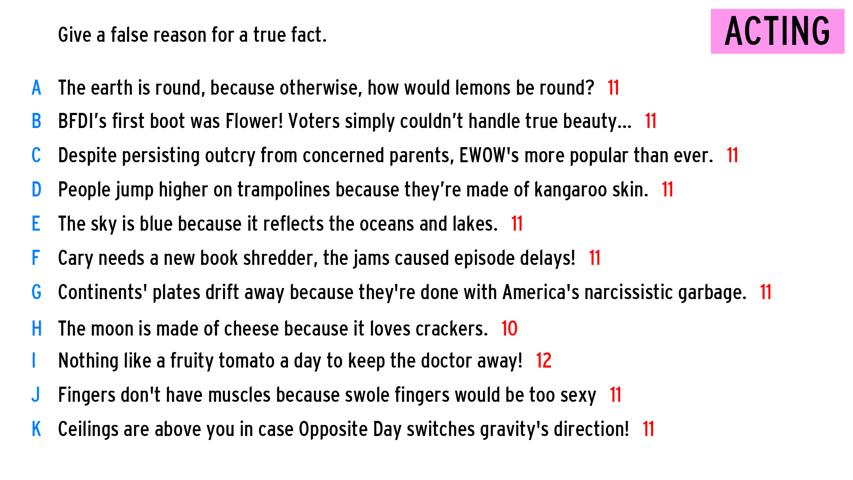 Give a false reason for a true fact.
ACTING
A The earth is round, because otherwise, how would lemons be round? 11
B BFDI's first boot was Flower! Voters simply couldn't handle true beauty... 11
C Despite persisting outcry from concerned parents, EWOW's more popular than ever. 11
D People jump higher on trampolines because they're made of kangaroo skin. 11
E The sky is blue because it reflects the oceans and lakes. 11
F Cary needs a new book shredder, the jams caused episode delays! 11
G Continents' plates drift away because they're done with America's narcissistic garbage. 11
H The moon is made of cheese because it loves crackers. 10
I Nothing like a fruity tomato a day to keep the doctor away! 12
J Fingers don't have muscles because swole fingers would be too sexy 11
K Ceilings are above you in case Opposite Day switches gravity's direction! 11